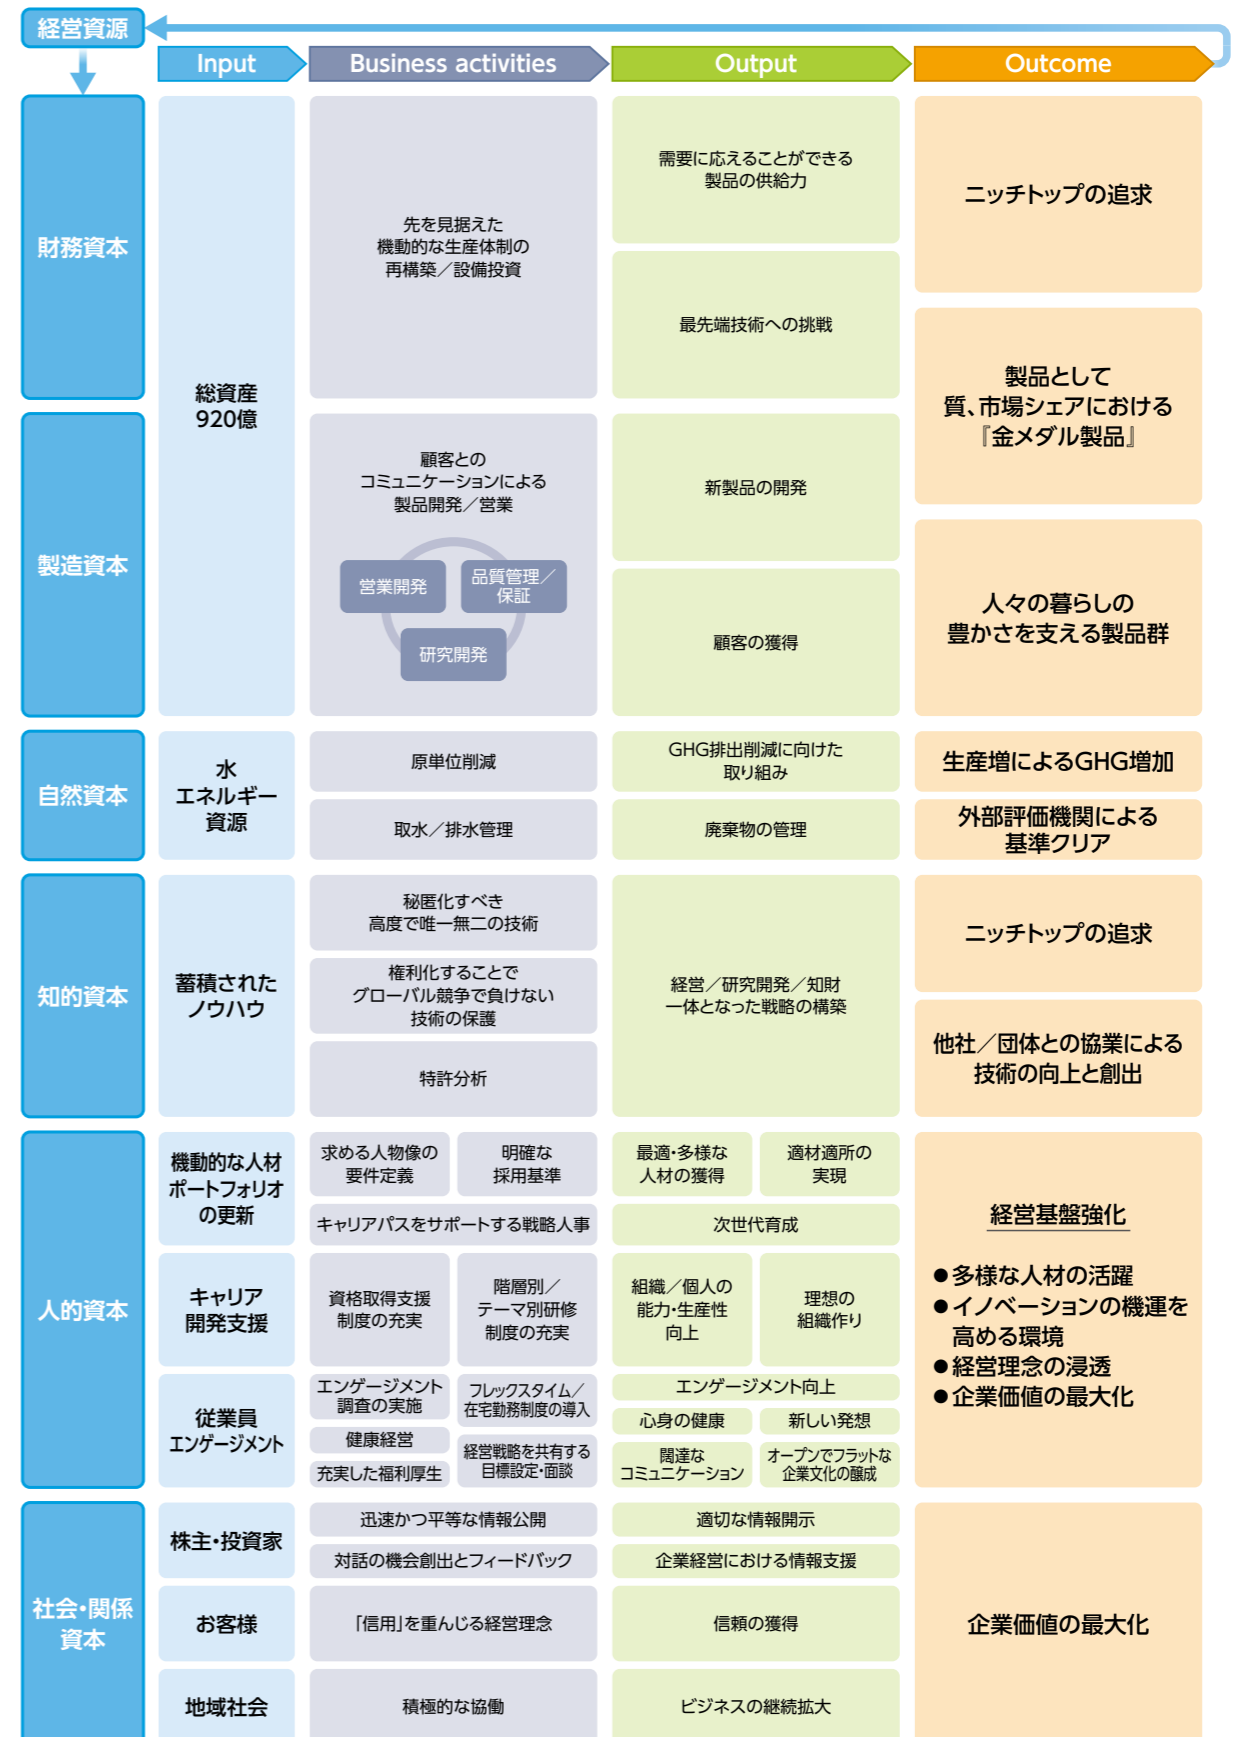 経営資源
Input
Business activities
Output
Outcome
財務資本
製造資本
総資産
920億
先を見据えた
機動的な生産体制の
再構築／設備投資
顧客との
コミュニケーションによる
製品開発／営業
営業開発
品質管理／
保証
研究開発
需要に応えることができる
製品の供給力
最先端技術への挑戦
新製品の開発
顧客の獲得
ニッチトップの追求
製品として
質、市場シェアにおける
『金メダル製品』
人々の暮らしの
豊かさを支える製品群
自然資本
水
エネルギー
資源
原単位削減
取水／排水管理
GHG排出削減に向けた
取り組み
廃棄物の管理
生産増によるGHG増加
外部評価機関による
基準クリア
知的資本
蓄積された
ノウハウ
秘匿化すべき
高度で唯一無二の技術
権利化することで
グローバル競争で負けない
技術の保護
特許分析
経営／研究開発／知財
一体となった戦略の構築
ニッチトップの追求
他社／団体との協業による
技術の向上と創出
人的資本
機動的な人材
ポートフォリオ
の更新
求める人物像の
要件定義
明確な
採用基準
キャリアパスをサポートする戦略人事
最適・多様な
人材の獲得
適材適所の
実現
次世代育成
キャリア
開発支援
資格取得支援
制度の充実
階層別／
テーマ別研修
制度の充実
組織／個人の
能力・生産性
向上
理想の
組織作り
従業員
エンゲージメント
エンゲージメント
調査の実施
健康経営
充実した福利厚生
フレックスタイム／
在宅勤務制度の導入
経営戦略を共有する
目標設定・面談
エンゲージメント向上
心身の健康
新しい発想
闊達な
コミュニケーション
オープンでフラットな
企業文化の醸成
経営基盤強化
●多様な人材の活躍
●イノベーションの機運を
高める環境
●経営理念の浸透
●企業価値の最大化
社会・関係
資本
株主・投資家
迅速かつ平等な情報公開
対話の機会創出とフィードバック
適切な情報開示
企業経営における情報支援
お客様
「信用」を重んじる経営理念
信頼の獲得
地域社会
積極的な協働
ビジネスの継続拡大
企業価値の最大化